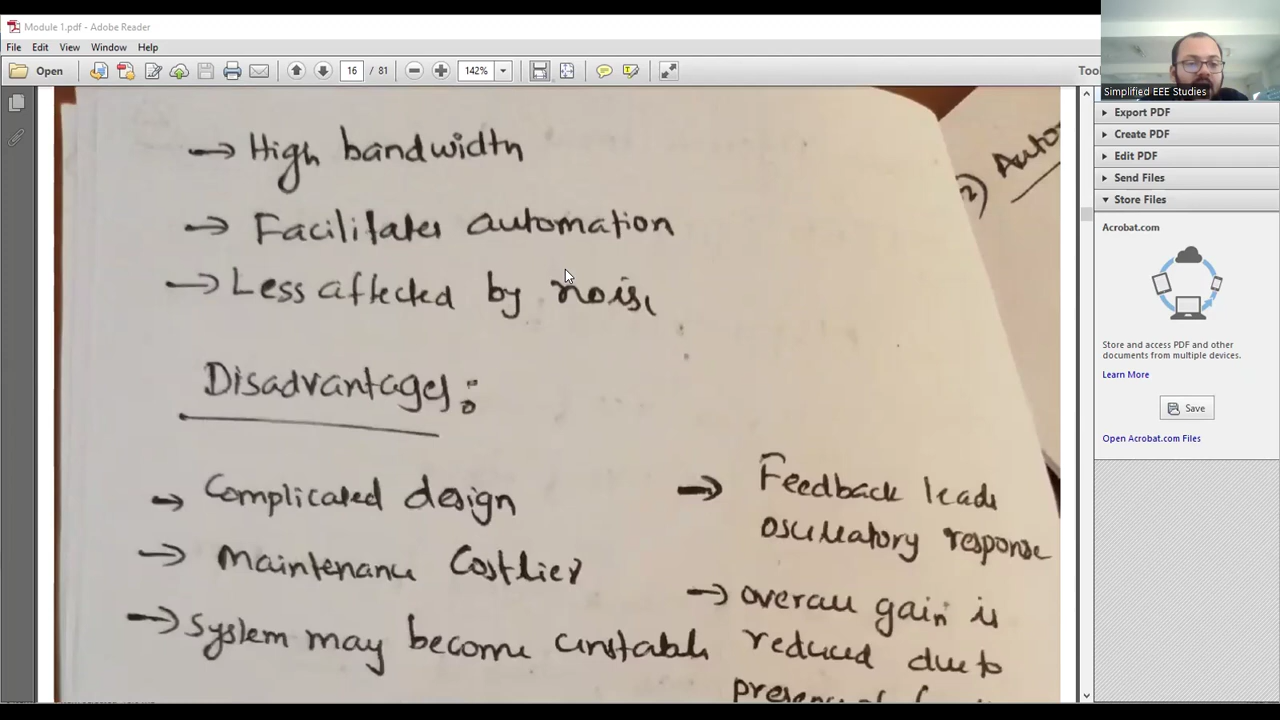 Module 1.pdf - Adobe Reader
File Edit View Window Help
Open 16 / 81 142% Tool
Simplified EEE Studies
→ High bandwidth
→ Facilitates automation
→ Less affected by noise
2) Auto
Disadvantages:
→ Complicated design
→ Maintenance Costlier
→ System may become unstable
→ Feedback leads
oscillatory response
→ overall gain is
reduced due to
Export PDF
Create PDF
Edit PDF
Send Files
Store Files
Acrobat.com
Store and access PDF and other
documents from multiple devices.
Learn More
Save
Open Acrobat.com Files